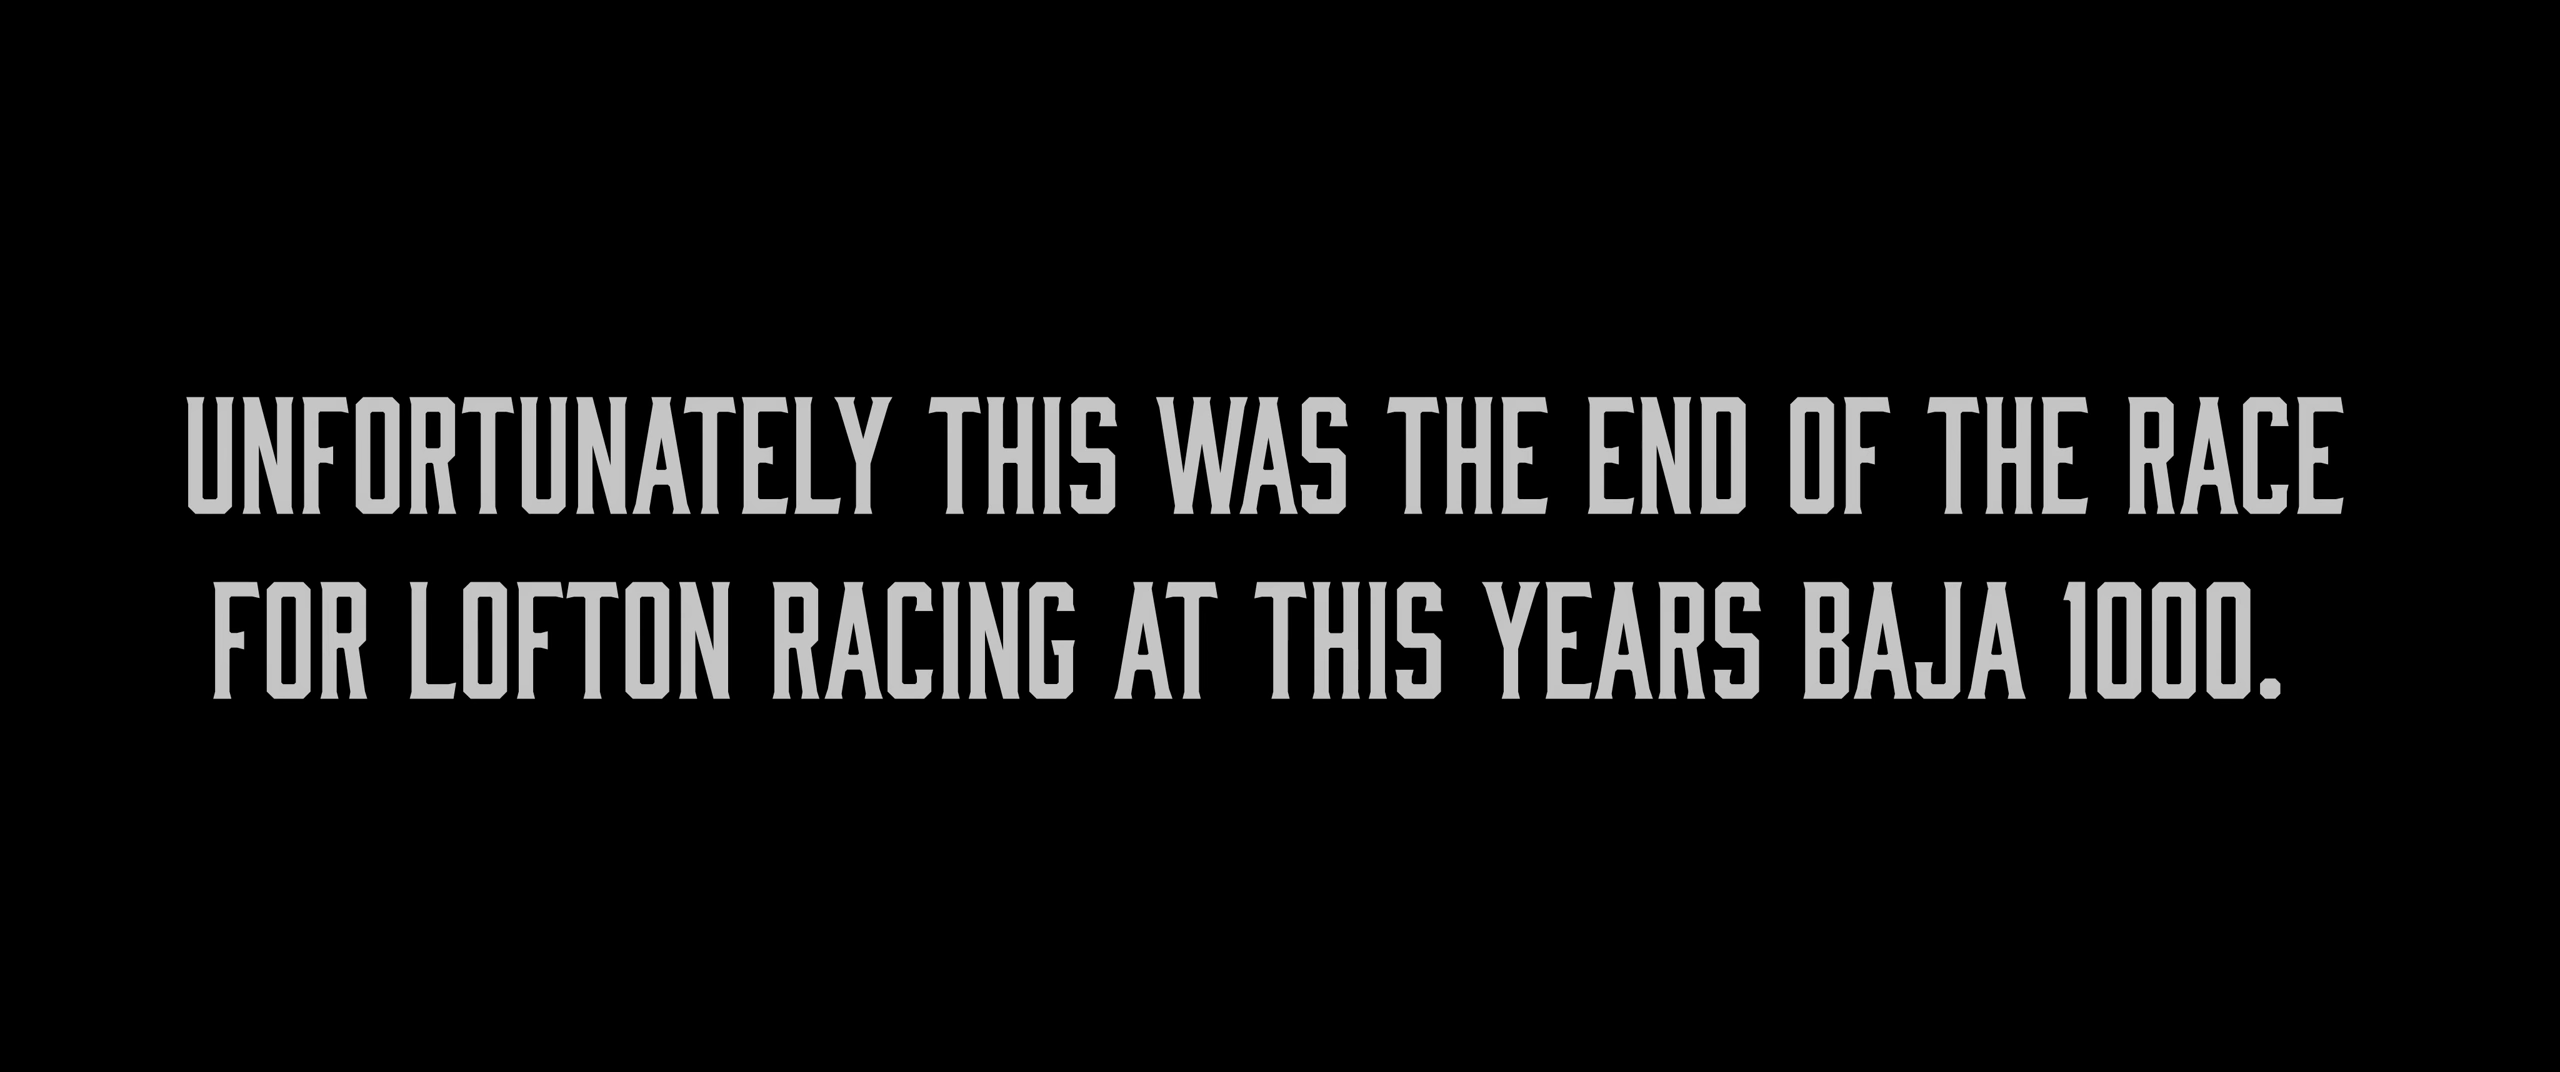 UNFORTUNATELY THIS WAS THE END OF THE RACE
FOR LOFTON RACING AT THIS YEARS BAJA 1000.